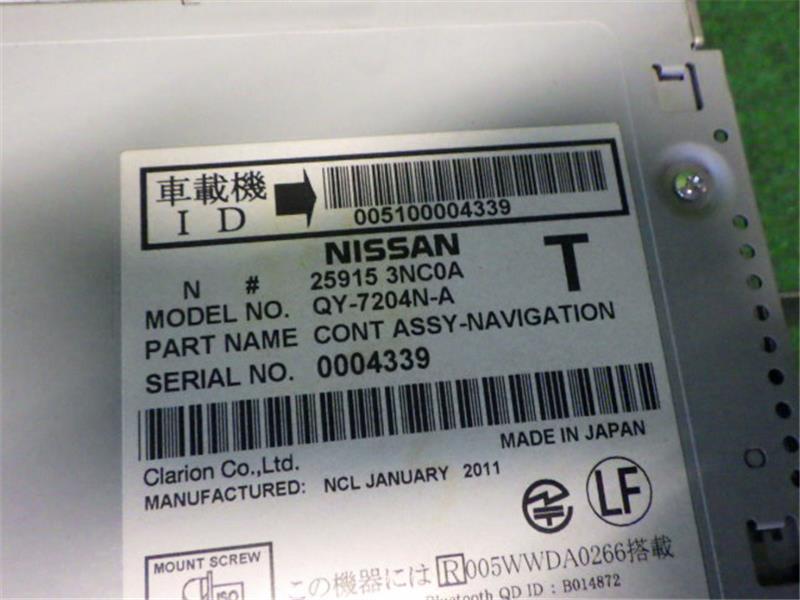 車載機
ID
005100004339
NISSAN
N # 25915 3NC0A
T
MODEL NO. QY-7204N-A
PART NAME CONT ASSY-NAVIGATION
SERIAL NO. 0004339
Clarion Co.,Ltd.
MADE IN JAPAN
MANUFACTURED: NCL JANUARY 2011
LF
MOUNT SCREW
ISO
この機器には R005WWDA0266搭載
Bluetooth QD ID : B014872